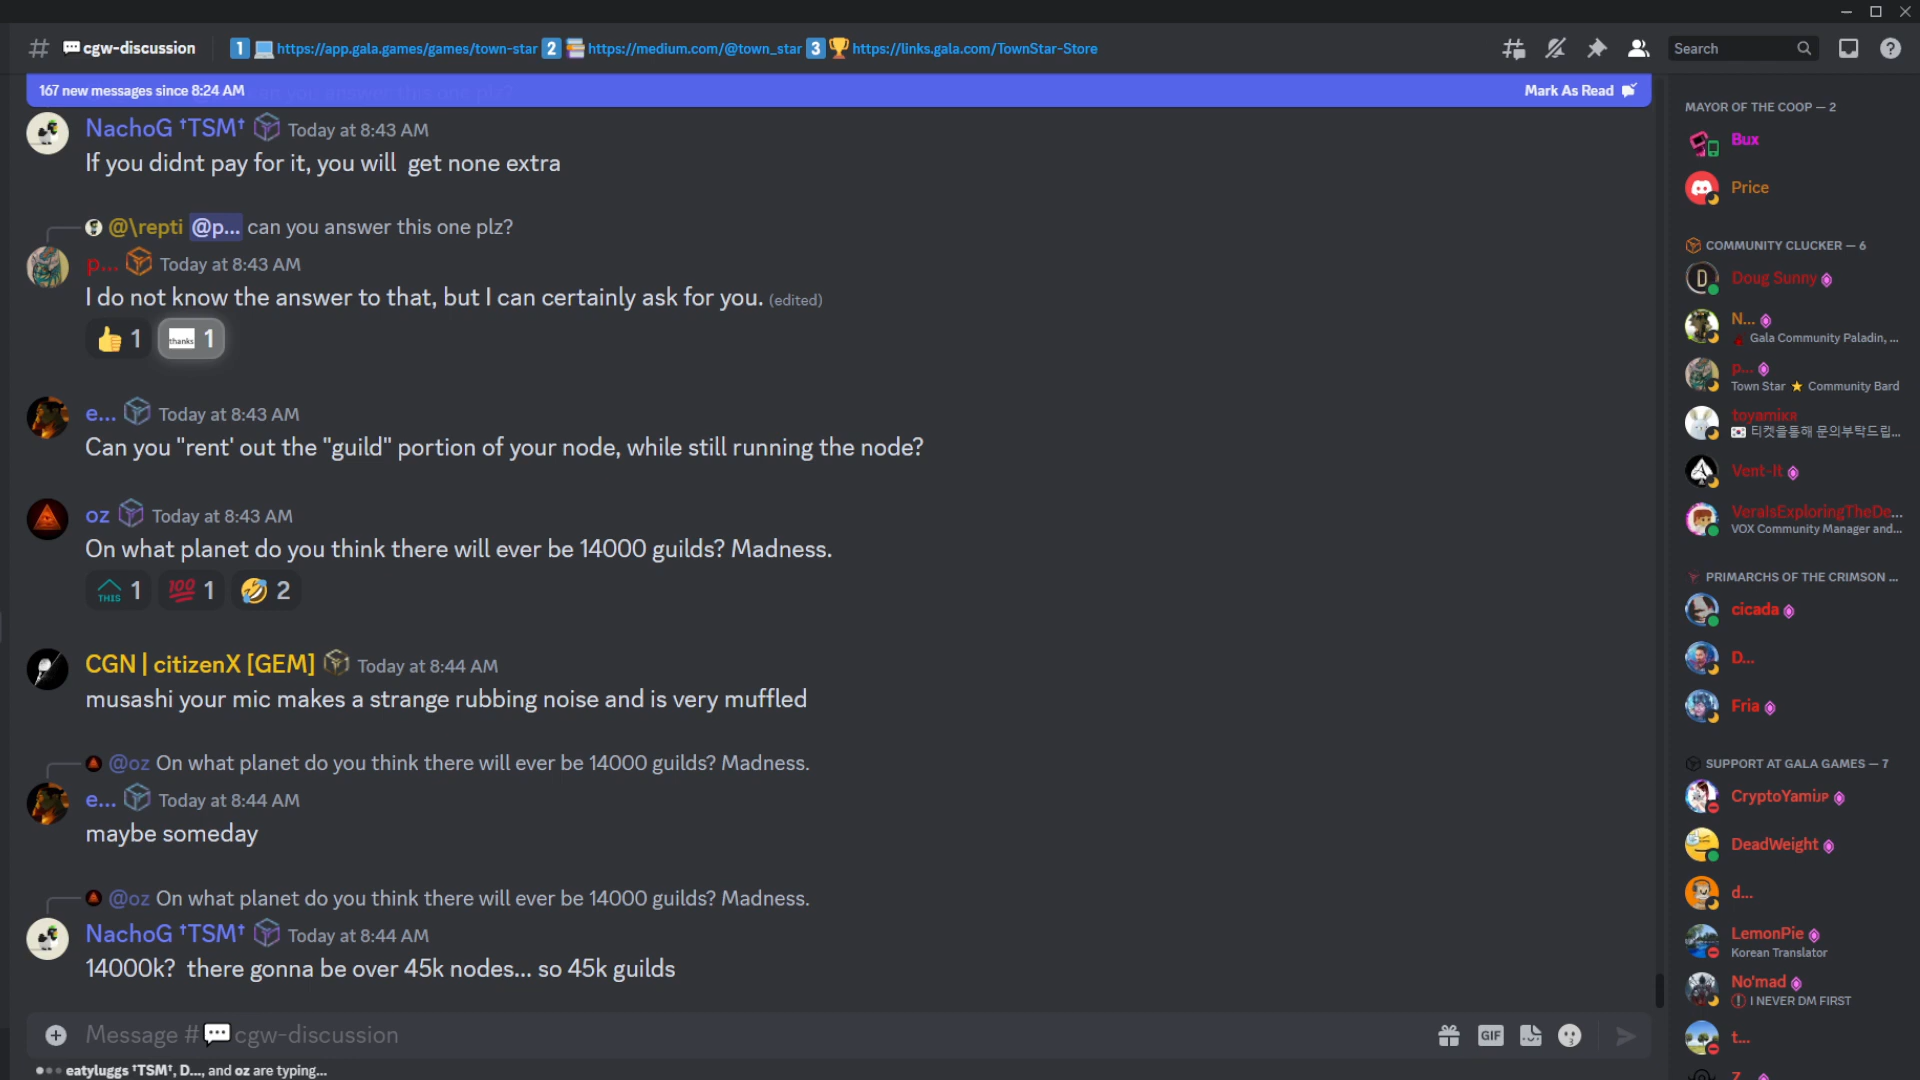 cgw-discussion
1 https://app.gala.games/games/town-star 2 https://medium.com/@town_star 3 https://links.gala.com/TownStar-Store
Search
167 new messages since 8:24 AM
Mark As Read
NachoG †TSM† Today at 8:43 AM
If you didnt pay for it, you will get none extra
@\repti @p... can you answer this one plz?
p... Today at 8:43 AM
I do not know the answer to that, but I can certainly ask for you. (edited)
1 thanks 1
e... Today at 8:43 AM
Can you "rent' out the "guild" portion of your node, while still running the node?
oz Today at 8:43 AM
On what planet do you think there will ever be 14000 guilds? Madness.
THIS 1 100 1 2
CGN | citizenX [GEM] Today at 8:44 AM
musashi your mic makes a strange rubbing noise and is very muffled
@oz On what planet do you think there will ever be 14000 guilds? Madness.
e... Today at 8:44 AM
maybe someday
@oz On what planet do you think there will ever be 14000 guilds? Madness.
NachoG †TSM† Today at 8:44 AM
14000k? there gonna be over 45k nodes... so 45k guilds
Message # cgw-discussion
GIF
eatyluggs †TSM†, D..., and oz are typing...
MAYOR OF THE COOP — 2
Bux
Price
COMMUNITY CLUCKER — 6
D
Doug Sunny
N...
Gala Community Paladin, ...
p...
Town Star ⭐ Community Bard
toyamiKR
티켓을통해 문의부탁드립...
Vent-It
VeraIsExploringTheDe...
VOX Community Manager and...
PRIMARCHS OF THE CRIMSON ...
cicada
D...
Fria
SUPPORT AT GALA GAMES — 7
CryptoYamiJP
DeadWeight
d...
LemonPie
Korean Translator
No'mad
I NEVER DM FIRST
t...
Z...